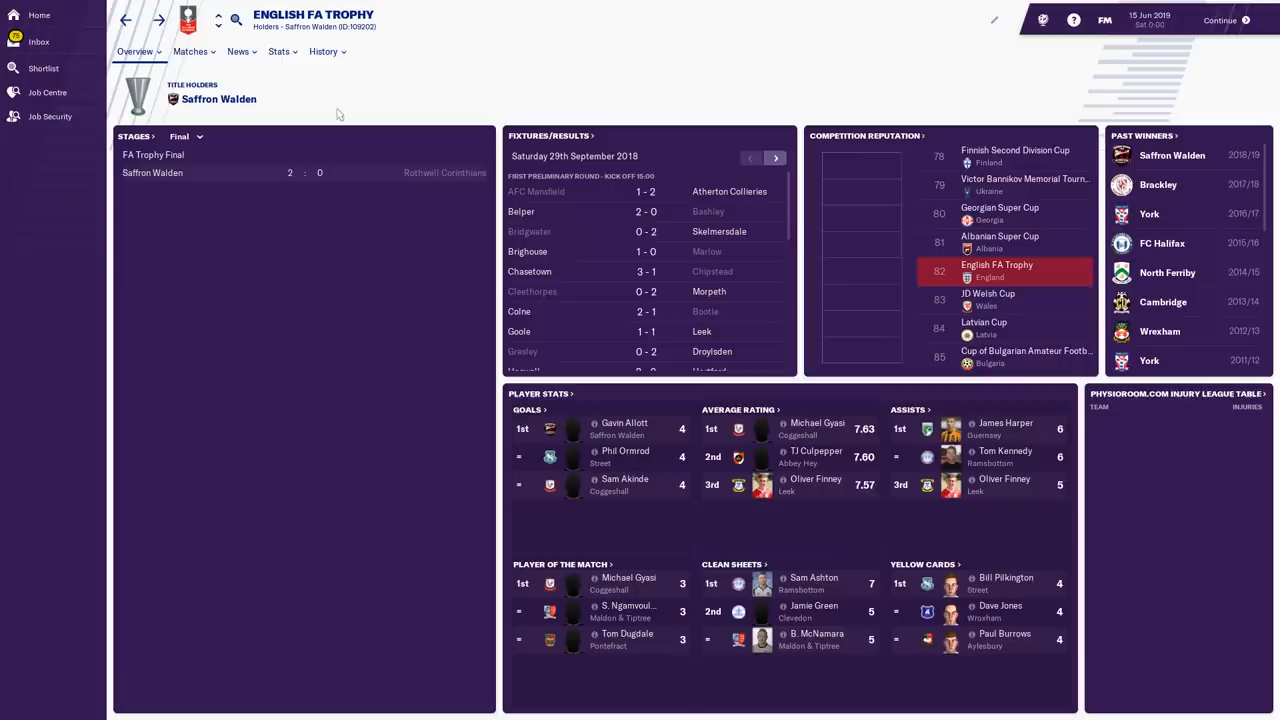 Home
75
Inbox
Shortlist
Job Centre
Job Security
ENGLISH FA TROPHY
Holders - Saffron Walden (ID:109202)
? FM 15 Jun 2019
Sat 0:00
Continue
Overview Matches News Stats History
TITLE HOLDERS
Saffron Walden
STAGES > Final
FA Trophy Final
Saffron Walden 2 : 0 Rothwell Corinthians
FIXTURES/RESULTS >
Saturday 29th September 2018
FIRST PRELIMINARY ROUND - KICK OFF 15:00
AFC Mansfield 1 - 2 Atherton Collieries
Belper 2 - 0 Bashley
Bridgwater 0 - 2 Skelmersdale
Brighouse 1 - 0 Marlow
Chasetown 3 - 1 Chipstead
Cleethorpes 0 - 2 Morpeth
Colne 2 - 1 Bootle
Goole 1 - 1 Leek
Gresley 0 - 2 Droylsden
COMPETITION REPUTATION >
78 Finnish Second Division Cup
Finland
79 Victor Bannikov Memorial Tourn...
Ukraine
80 Georgian Super Cup
Georgia
81 Albanian Super Cup
Albania
82 English FA Trophy
England
83 JD Welsh Cup
Wales
84 Latvian Cup
Latvia
85 Cup of Bulgarian Amateur Footb...
Bulgaria
PAST WINNERS >
Saffron Walden 2018/19
Brackley 2017/18
York 2016/17
FC Halifax 2015/16
North Ferriby 2014/15
Cambridge 2013/14
Wrexham 2012/13
York 2011/12
PLAYER STATS >
GOALS >
1st Gavin Allott 4
Saffron Walden
= Phil Ormrod 4
Street
= Sam Akinde 4
Coggeshall
AVERAGE RATING >
1st Michael Gyasi 7.63
Coggeshall
2nd TJ Culpepper 7.60
Abbey Hey
3rd Oliver Finney 7.57
Leek
ASSISTS >
1st James Harper 6
Guernsey
= Tom Kennedy 6
Ramsbottom
3rd Oliver Finney 5
Leek
PLAYER OF THE MATCH >
1st Michael Gyasi 3
Coggeshall
= S. Ngamvoul... 3
Maldon & Tiptree
= Tom Dugdale 3
Pontefract
CLEAN SHEETS >
1st Sam Ashton 7
Ramsbottom
2nd Jamie Green 5
Clevedon
= B. McNamara 5
Maldon & Tiptree
YELLOW CARDS >
1st Bill Pilkington 4
Street
= Dave Jones 4
Wroxham
= Paul Burrows 4
Aylesbury
PHYSIOROOM.COM INJURY LEAGUE TABLE >
TEAM INJURIES